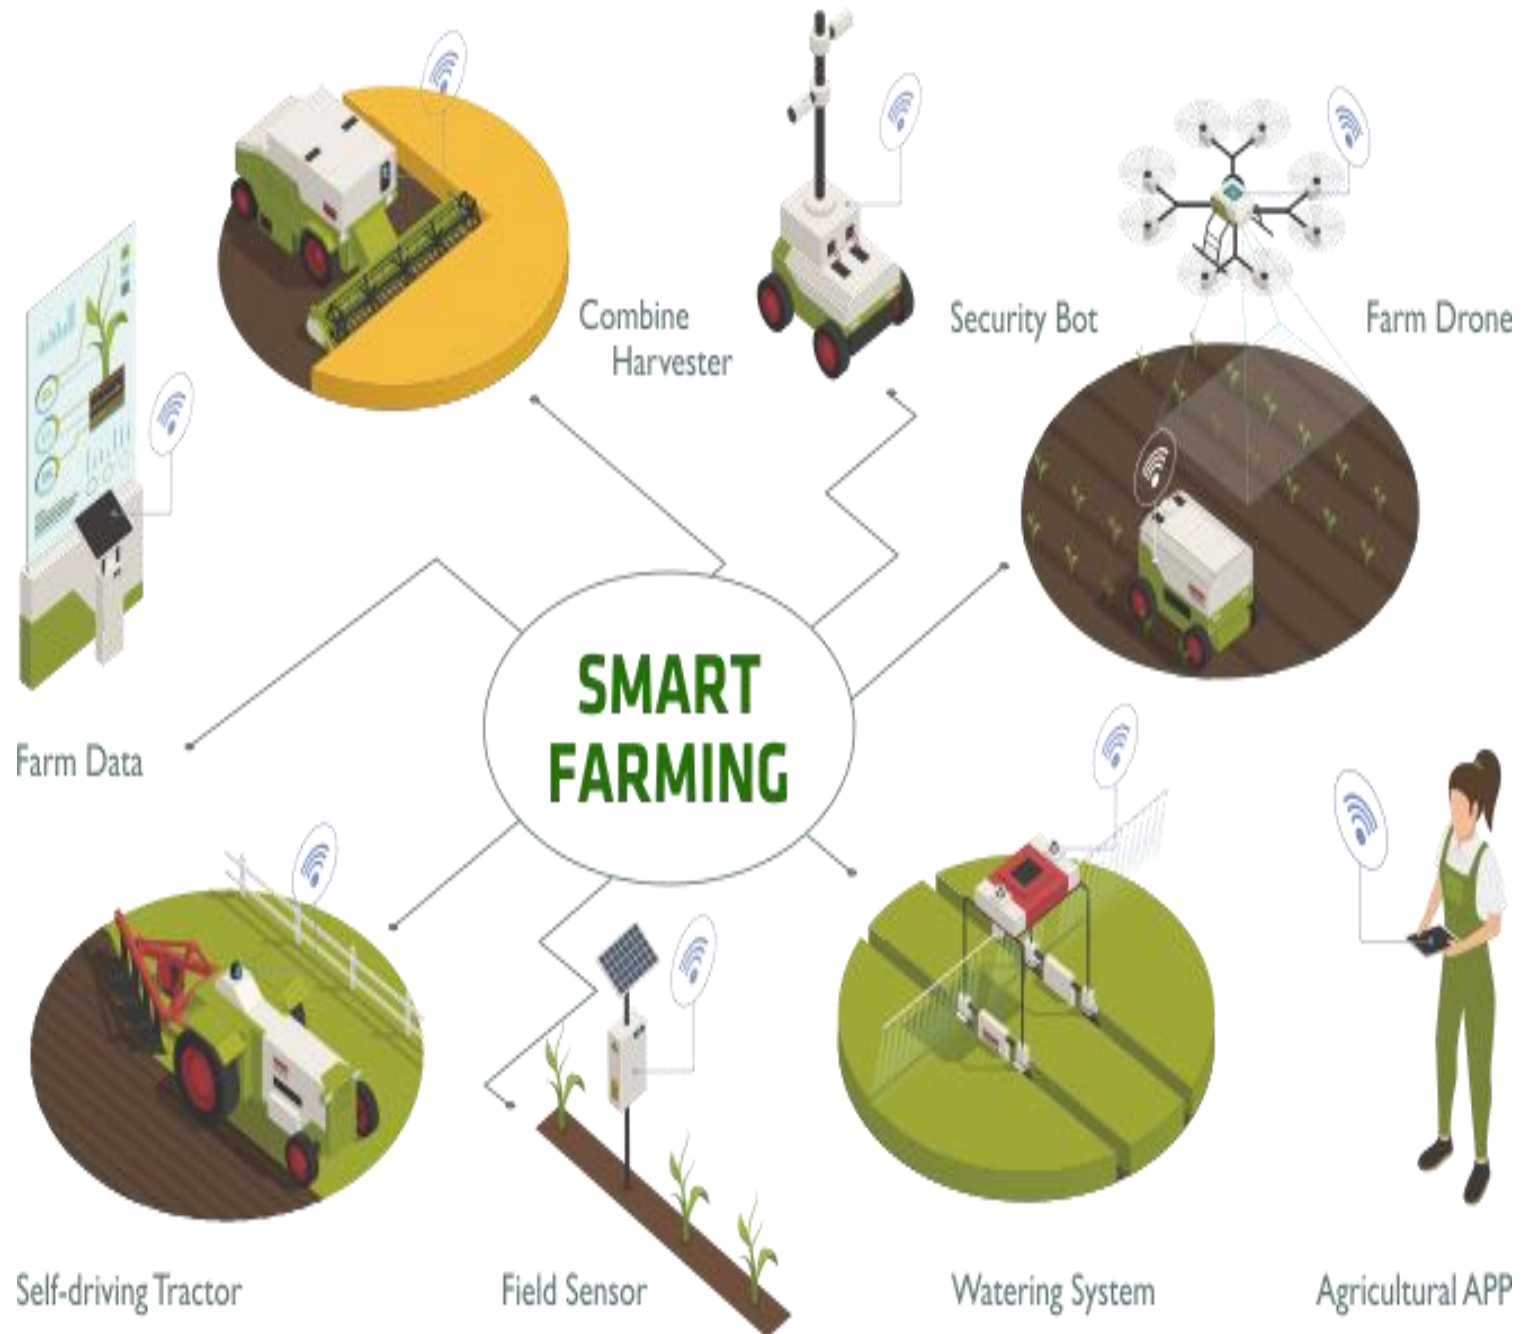 Combine
Harvester
Security Bot
Farm Drone
SMART
FARMING
Farm Data
Self-driving Tractor
Field Sensor
Watering System
Agricultural APP